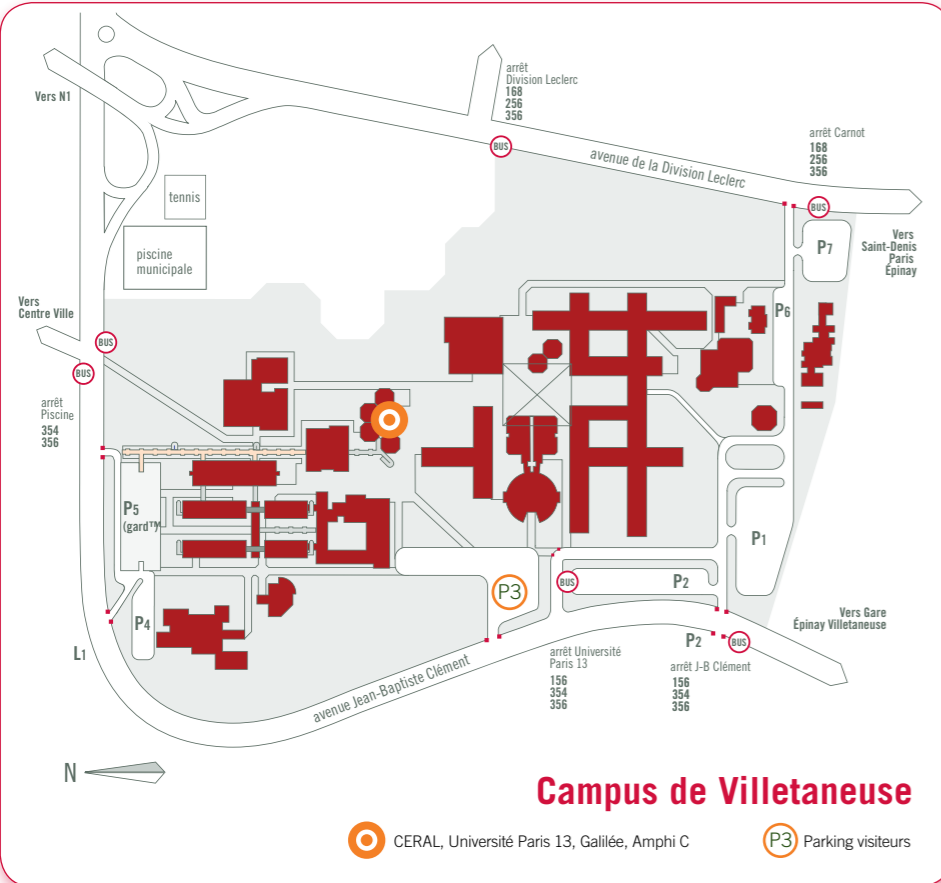 Vers N1
arrêt
Division Leclerc
168
256
356
BUS
avenue de la Division Leclerc
arrêt Carnot
168
256
356
BUS
tennis
piscine
municipale
P7
Vers
Saint-Denis
Paris
Épinay
Vers
Centre Ville
P6
BUS
BUS
arrêt
Piscine
354
356
P5
(gard™)
P1
P3
BUS
P2
P4
Vers Gare
Épinay Villetaneuse
L1
P2
BUS
arrêt Université
Paris 13
156
354
356
arrêt J-B Clément
156
354
356
avenue Jean-Baptiste Clément
N
Campus de Villetaneuse
CERAL, Université Paris 13, Galilée, Amphi C
P3 Parking visiteurs